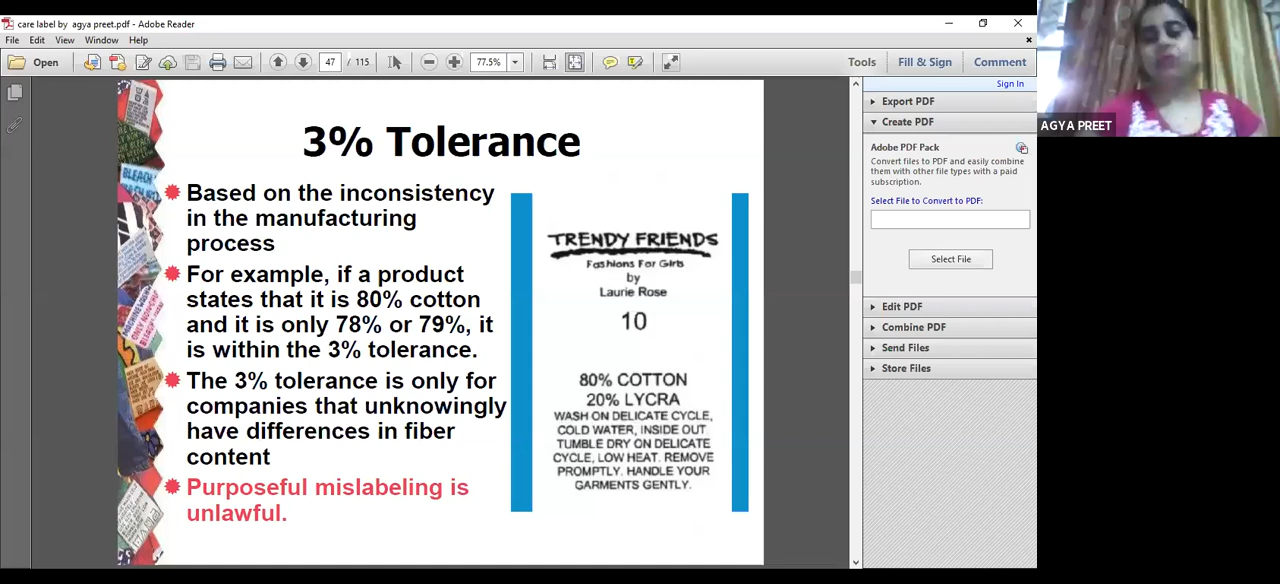 care label by agya preet.pdf - Adobe Reader
File Edit View Window Help
Open 47 / 115 77.5% Tools Fill & Sign Comment
Sign In
Export PDF
Create PDF
Adobe PDF Pack
Convert files to PDF and easily combine
them with other file types with a paid
subscription.
Select File to Convert to PDF:
Select File
Edit PDF
Combine PDF
Send Files
Store Files
AGYA PREET
3% Tolerance
Based on the inconsistency
in the manufacturing
process
For example, if a product
states that it is 80% cotton
and it is only 78% or 79%, it
is within the 3% tolerance.
The 3% tolerance is only for
companies that unknowingly
have differences in fiber
content
Purposeful mislabeling is
unlawful.
TRENDY FRIENDS
Fashions For Girls
by
Laurie Rose
10
80% COTTON
20% LYCRA
WASH ON DELICATE CYCLE,
COLD WATER, INSIDE OUT.
TUMBLE DRY ON DELICATE
CYCLE, LOW HEAT. REMOVE
PROMPTLY. HANDLE YOUR
GARMENTS GENTLY.
BLEACH